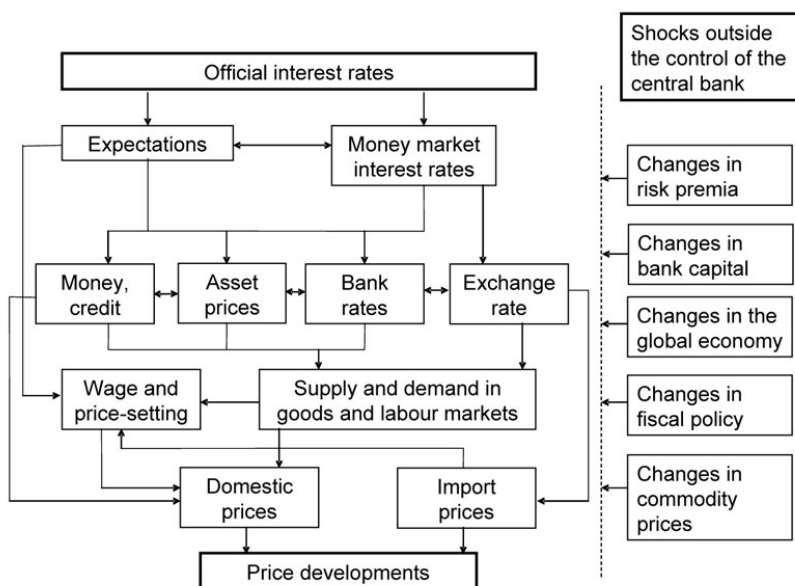 Official interest rates
Shocks outside
the control of the
central bank
Expectations
Money market
interest rates
Changes in
risk premia
Money,
credit
Asset
prices
Bank
rates
Exchange
rate
Changes in
bank capital
Changes in the
global economy
Wage and
price-setting
Supply and demand in
goods and labour markets
Changes in
fiscal policy
Domestic
prices
Import
prices
Changes in
commodity
prices
Price developments